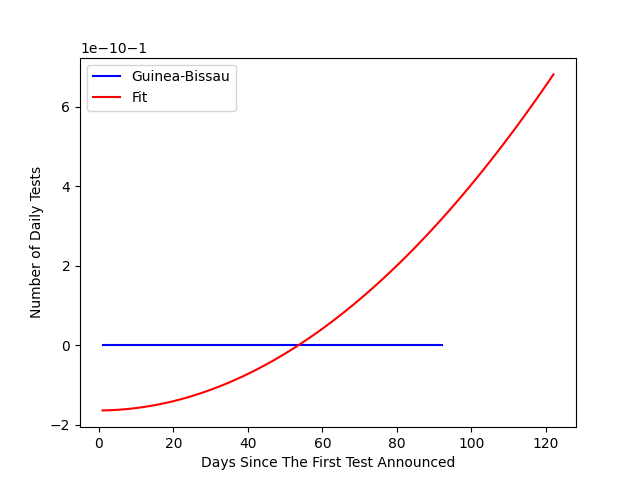 1e−10−1
Guinea-Bissau
Fit
6
4
2
0
−2
Number of Daily Tests
0 20 40 60 80 100 120
Days Since The First Test Announced